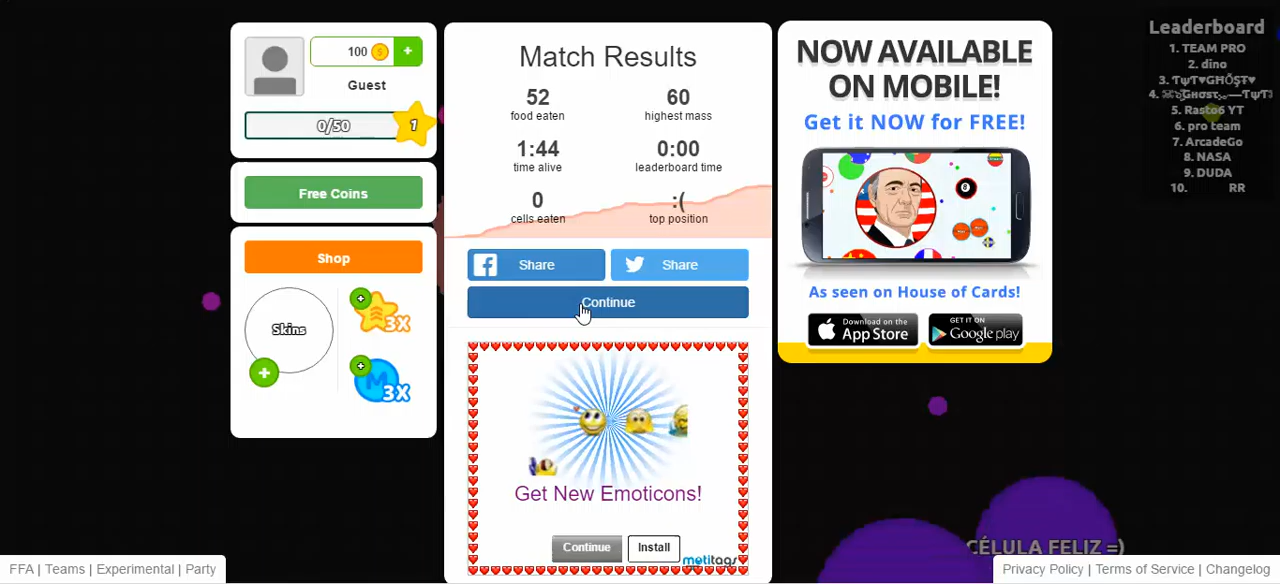 100
Guest
0/50
1
Free Coins
Shop
Skins
3X
M
3X
Match Results
52
60
food eaten
highest mass
1:44
0:00
time alive
leaderboard time
0
:(
cells eaten
top position
Share
Share
Continue
Get New Emoticons!
Continue
Install
metitags
NOW AVAILABLE
ON MOBILE!
Get it NOW for FREE!
8
As seen on House of Cards!
Download on the
App Store
GET IT ON
Google play
Leaderboard
1. TEAM PRO
2. dino
3. ƬψƬ♥GHÕŞŦ♥
4.
5. Rasto6 YT
6. pro team
7. ArcadeGo
8. NASA
9. DUDA
10. RR
CÉLULA FELIZ =)
FFA | Teams | Experimental | Party
Privacy Policy | Terms of Service | Changelog